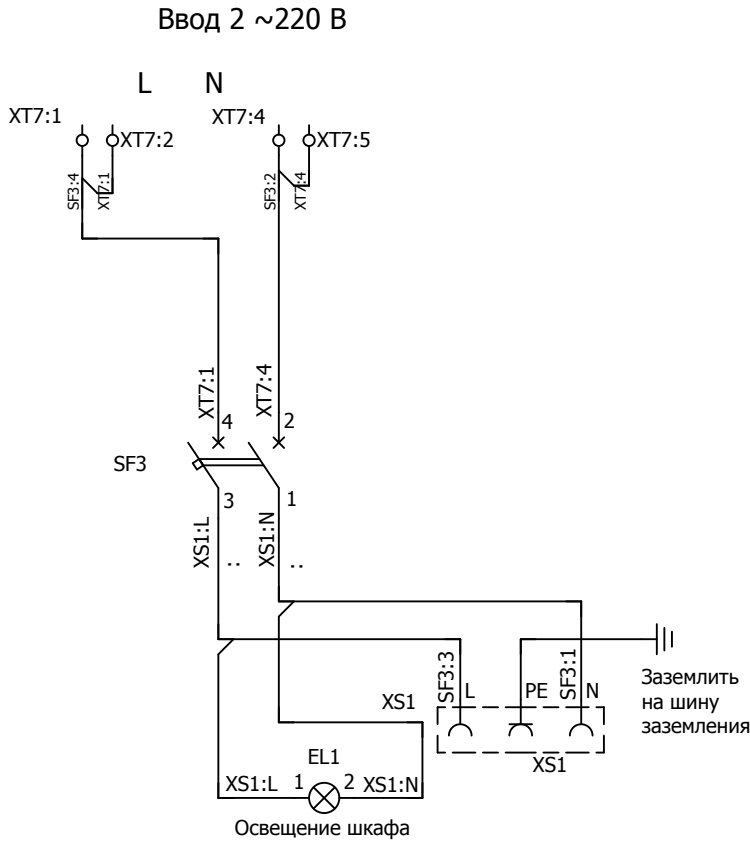 Ввод 2 ~220 В
L N
XT7:1
XT7:2
XT7:4
XT7:5
SF3:4
XT7:1
SF3:2
XT7:4
XT7:1
XT7:4
4
2
SF3
3
1
XS1:L
..
XS1:N
..
SF3:3
L
PE
SF3:1
N
Заземлить
на шину
заземления
XS1
XS1
EL1
XS1:L
1
2
XS1:N
Освещение шкафа